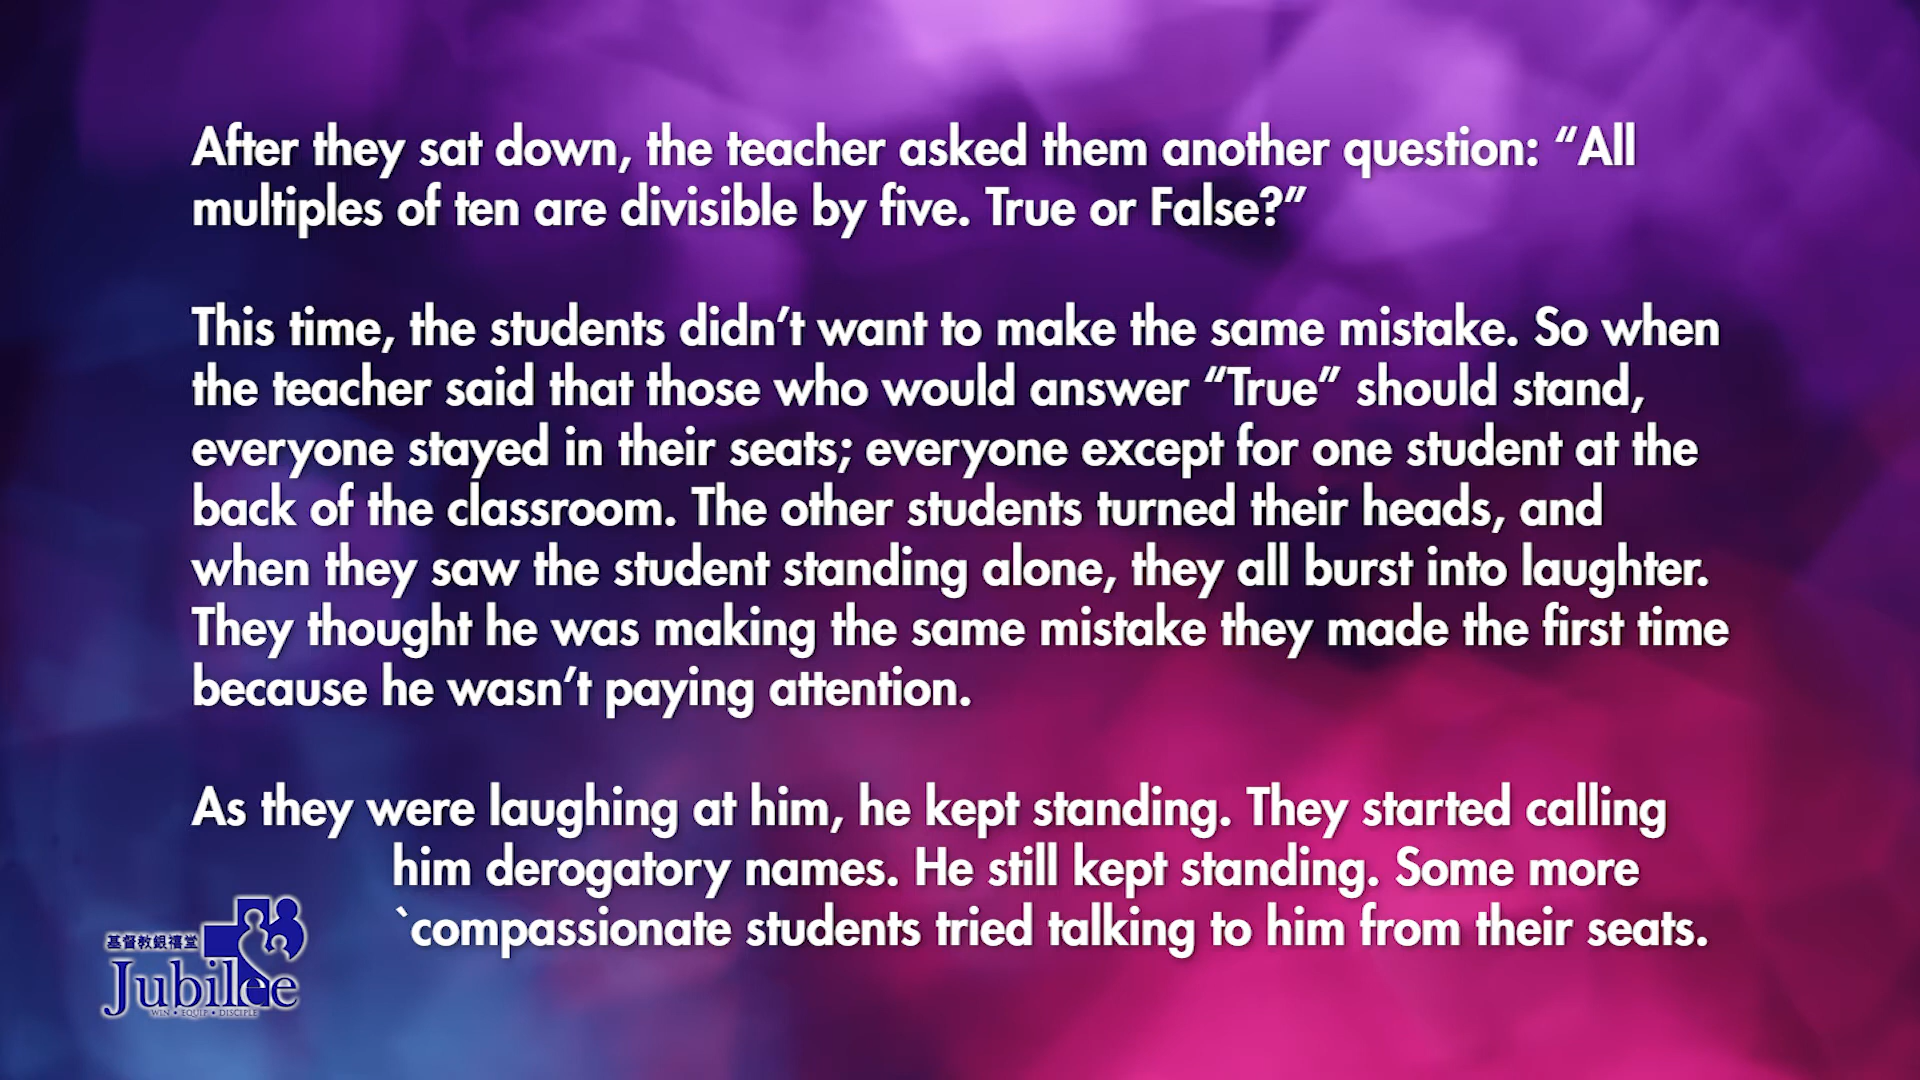 After they sat down, the teacher asked them another question: “All
multiples of ten are divisible by five. True or False?”
This time, the students didn’t want to make the same mistake. So when
the teacher said that those who would answer “True” should stand,
everyone stayed in their seats; everyone except for one student at the
back of the classroom. The other students turned their heads, and
when they saw the student standing alone, they all burst into laughter.
They thought he was making the same mistake they made the first time
because he wasn’t paying attention.
As they were laughing at him, he kept standing. They started calling
him derogatory names. He still kept standing. Some more
`compassionate students tried talking to him from their seats.
基督教銀禧堂
Jubilee
WIN • EQUIP • DISCIPLE